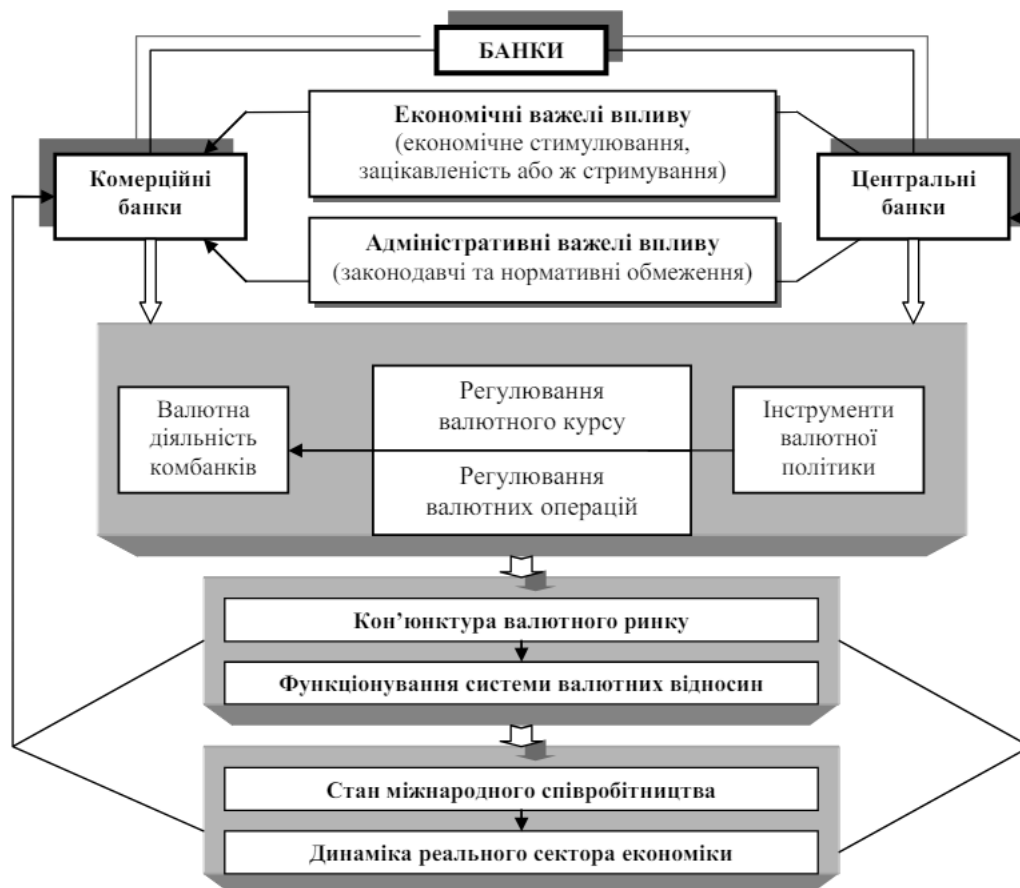 БАНКИ
Економічні важелі впливу
(економічне стимулювання,
зацікавленість або ж стримування)
Комерційні
банки
Центральні
банки
Адміністративні важелі впливу
(законодавчі та нормативні обмеження)
Валютна
діяльність
комбанків
Регулювання
валютного курсу
Регулювання
валютних операцій
Інструменти
валютної
політики
Кон’юнктура валютного ринку
Функціонування системи валютних відносин
Стан міжнародного співробітництва
Динаміка реального сектора економіки